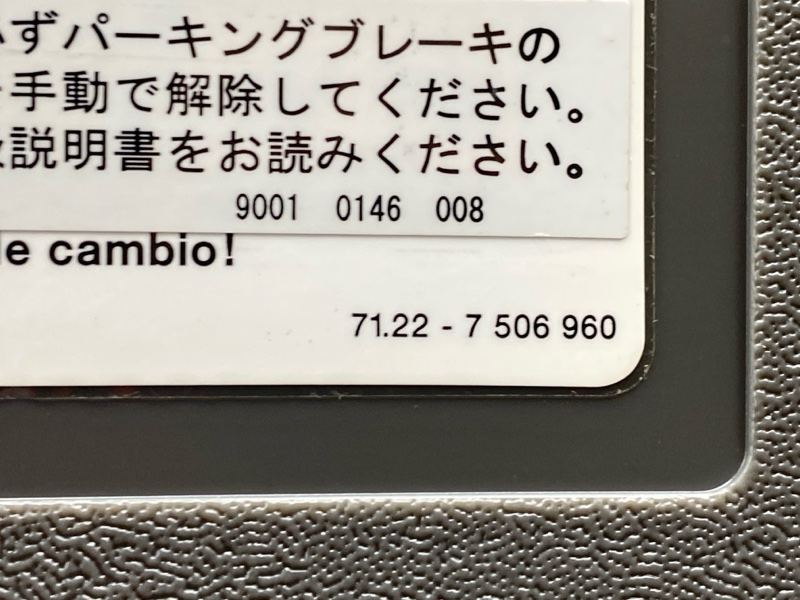 ずパーキングブレーキの
手動で解除してください。
説明書をお読みください。
9001 0146 008
le cambio!
71.22 - 7 506 960